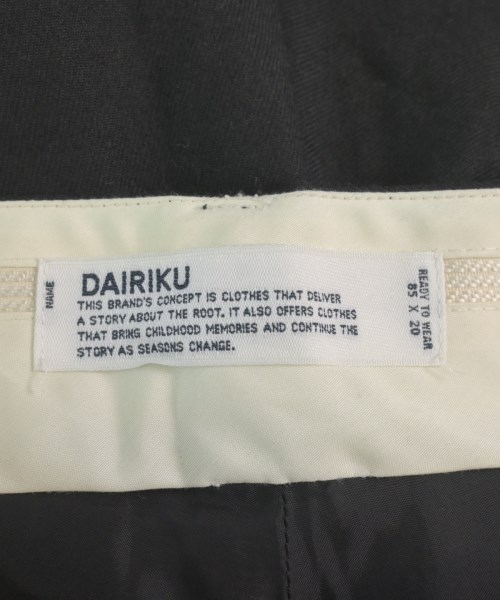 NAME
DAIRIKU
THIS BRAND'S CONCEPT IS CLOTHES THAT DELIVER
A STORY ABOUT THE ROOT. IT ALSO OFFERS CLOTHES
THAT BRING CHILDHOOD MEMORIES AND CONTINUE THE
STORY AS SEASONS CHANGE.
READY TO WEAR
85 X 20